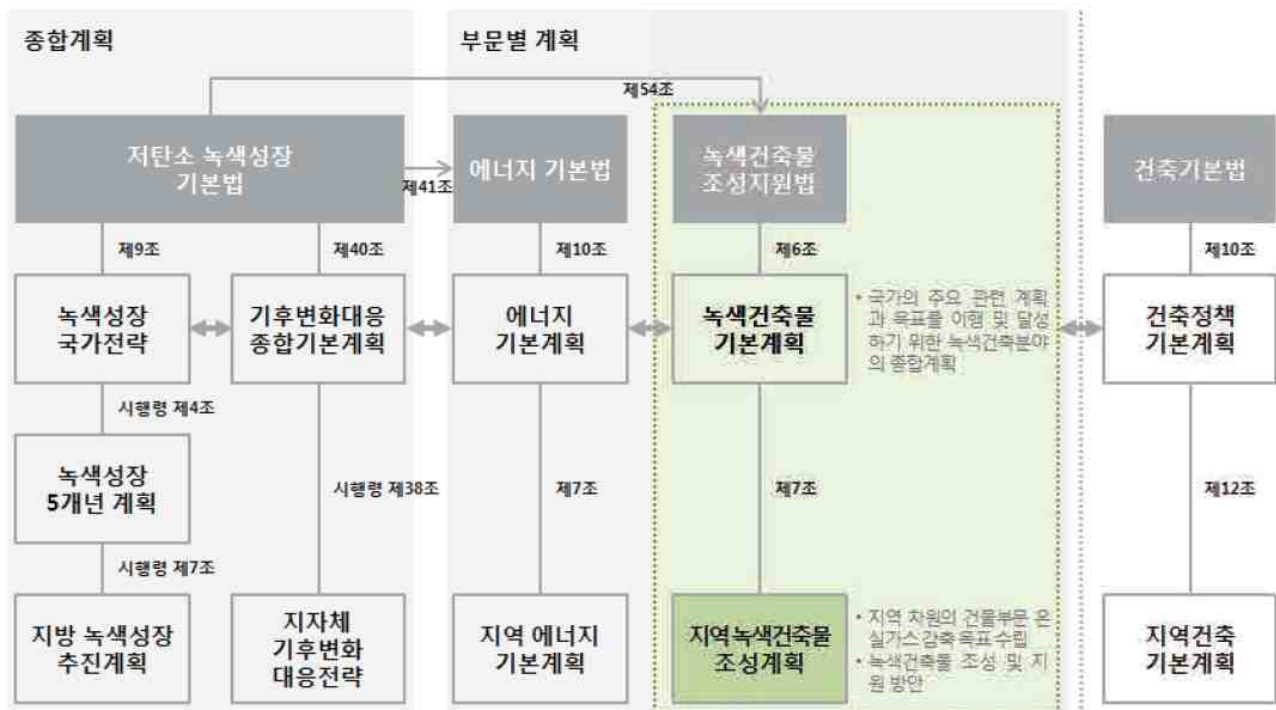 종합계획
부문별 계획
제54조
저탄소 녹색성장
기본법
제41조
에너지 기본법
녹색건축물
조성지원법
건축기본법
제9조
제40조
제10조
제6조
제10조
녹색성장
국가전략
기후변화대응
종합기본계획
에너지
기본계획
녹색건축물
기본계획
• 국가의 주요 관련 계획
과 목표를 이행 및 달성
하기 위한 녹색건축분야
의 종합계획
건축정책
기본계획
시행령 제4조
녹색성장
5개년 계획
시행령 제38조
제7조
제7조
제12조
시행령 제7조
지방 녹색성장
추진계획
지자체
기후변화
대응전략
지역 에너지
기본계획
지역녹색건축물
조성계획
• 지역 차원의 건물부문 온
실가스 감축 목표 수립
• 녹색건축물 조성 및 지
원 방안
지역건축
기본계획